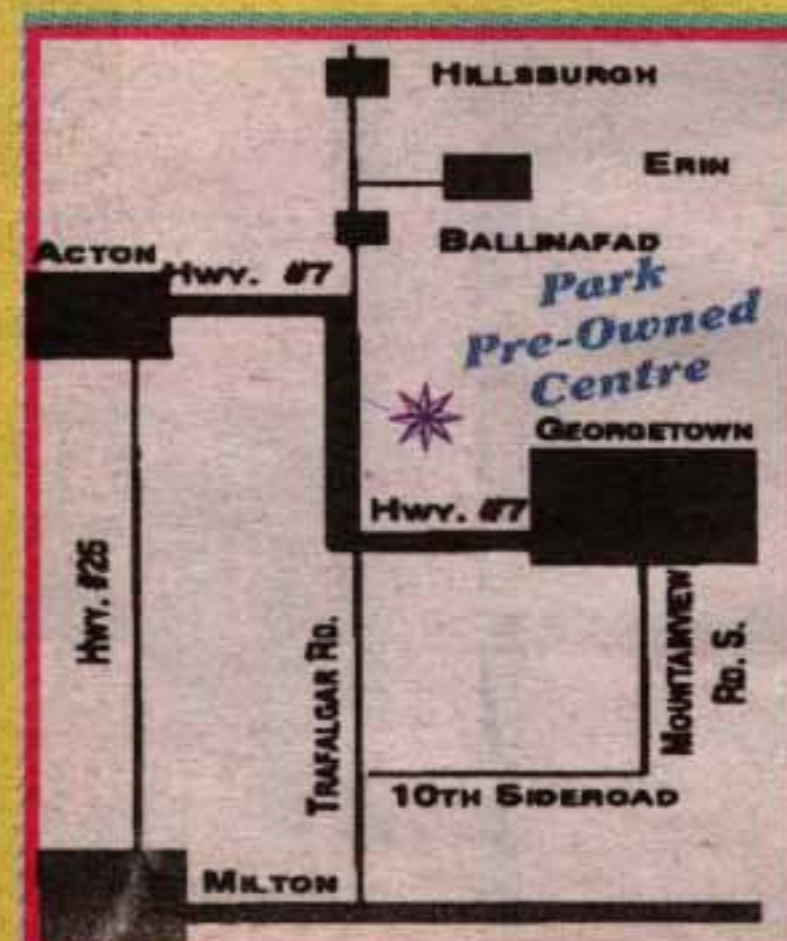 HILLSBURGH
ERIN
BALLINAFAD
ACTON
HWY. #7
Park
Pre-Owned
Centre
GEORGETOWN
HWY. #7
HWY. #25
TRAFALGAR RD.
MOUNTAINVIEW
RD. S.
10TH SIDEROAD
MILTON